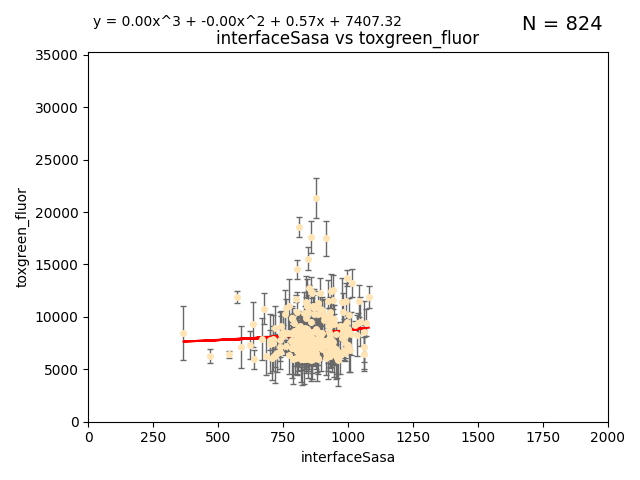 y = 0.00x^3 + -0.00x^2 + 0.57x + 7407.32
N = 824
interfaceSasa vs toxgreen_fluor
35000
30000
25000
20000
15000
10000
5000
0
toxgreen_fluor
0 250 500 750 1000 1250 1500 1750 2000
interfaceSasa